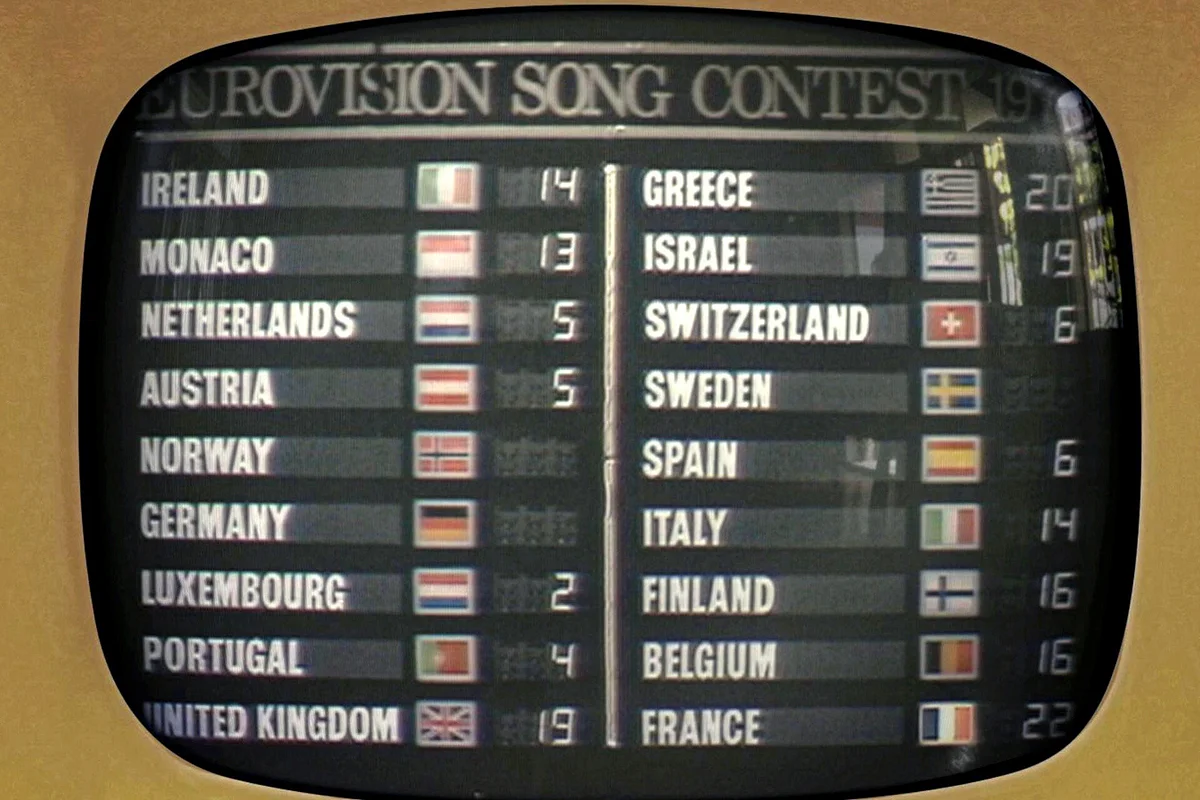 EUROVISION SONG CONTEST 19
IRELAND 14
MONACO 13
NETHERLANDS 5
AUSTRIA 5
NORWAY
GERMANY
LUXEMBOURG 2
PORTUGAL 4
UNITED KINGDOM 19
GREECE 20
ISRAEL 19
SWITZERLAND 6
SWEDEN
SPAIN 6
ITALY 14
FINLAND 16
BELGIUM 16
FRANCE 22